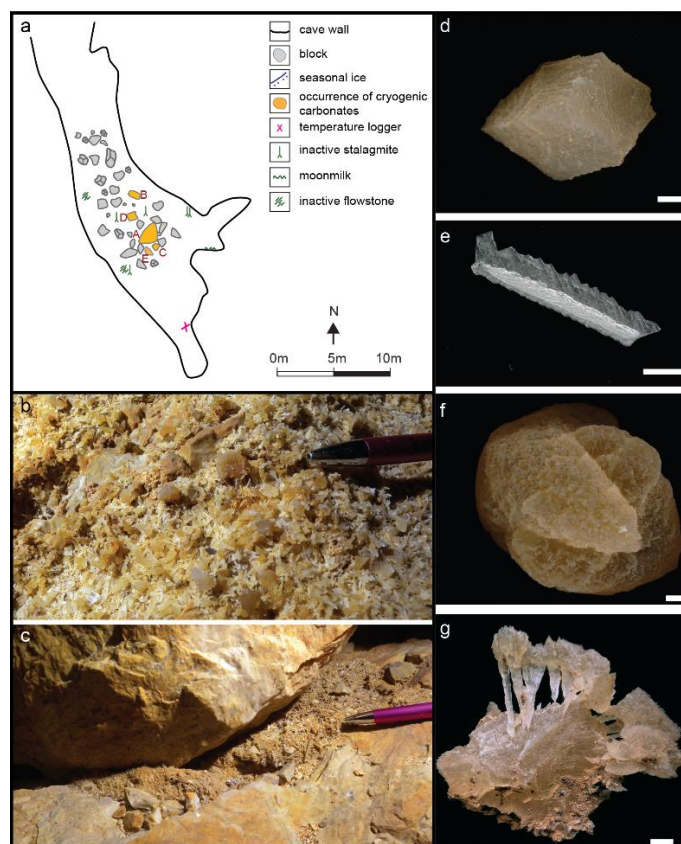 a
cave wall
block
seasonal ice
occurrence of cryogenic
carbonates
temperature logger
inactive stalagmite
moonmilk
inactive flowstone
B
D
A
C
E
N
0m 5m 10m
b
c
d
e
f
g